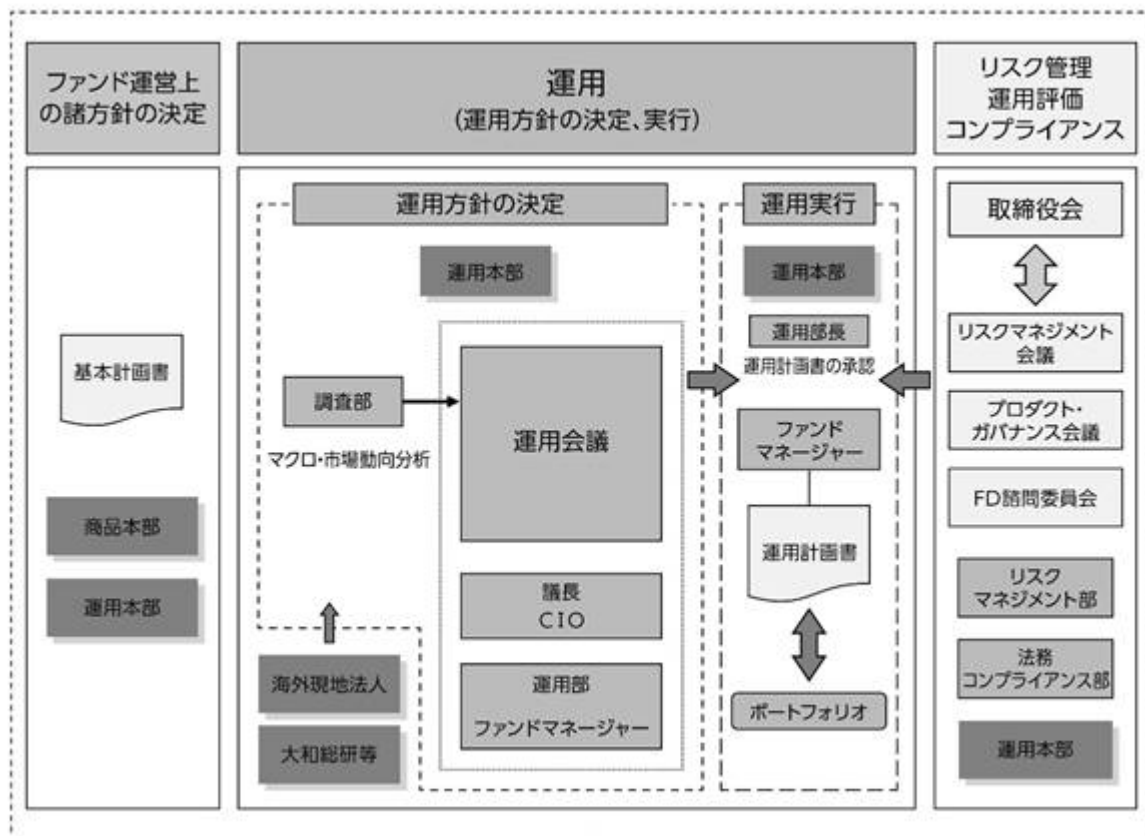 ファンド運営上
の諸方針の決定
運用
(運用方針の決定、実行)
リスク管理
運用評価
コンプライアンス
基本計画書
商品本部
運用本部
運用方針の決定
運用本部
調査部
マクロ・市場動向分析
運用会議
議長
CIO
運用部
ファンドマネージャー
海外現地法人
大和総研等
運用実行
運用本部
運用部長
運用計画書の承認
ファンド
マネージャー
運用計画書
ポートフォリオ
取締役会
リスクマネジメント
会議
プロダクト・
ガバナンス会議
FD諮問委員会
リスク
マネジメント部
法務
コンプライアンス部
運用本部